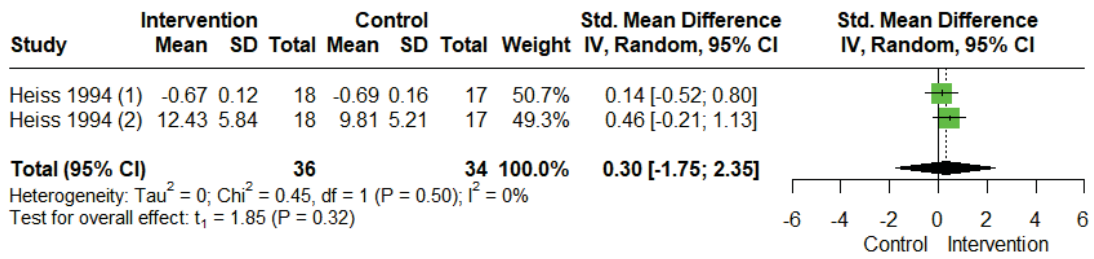 Intervention Control Std. Mean Difference Std. Mean Difference
Study Mean SD Total Mean SD Total Weight IV, Random, 95% CI IV, Random, 95% CI
Heiss 1994 (1) -0.67 0.12 18 -0.69 0.16 17 50.7% 0.14 [-0.52; 0.80]
Heiss 1994 (2) 12.43 5.84 18 9.81 5.21 17 49.3% 0.46 [-0.21; 1.13]
Total (95% CI) 36 34 100.0% 0.30 [-1.75; 2.35]
Heterogeneity: Tau² = 0; Chi² = 0.45, df = 1 (P = 0.50); I² = 0%
Test for overall effect: t₁ = 1.85 (P = 0.32)
-6 -4 -2 0 2 4 6
Control Intervention